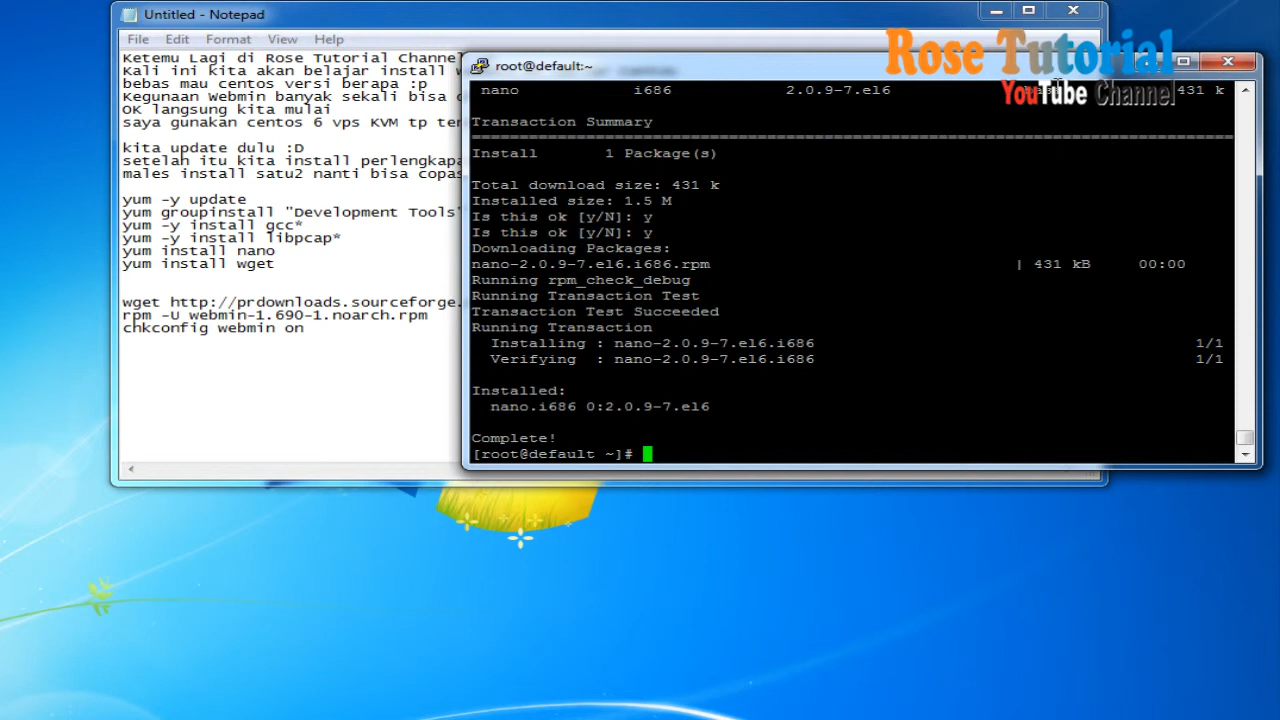 Untitled - Notepad
File Edit Format View Help
Ketemu Lagi di Rose Tutorial Channel
Kali ini kita akan belajar install
bebas mau centos versi berapa :p
Kegunaan Webmin banyak sekali bisa
OK langsung kita mulai
saya gunakan centos 6 vps KVM tp
kita update dulu :D
setelah itu kita install perlengkapa
males install satu2 nanti bisa copas
yum -y update
yum groupinstall "Development Tools"
yum -y install gcc*
yum -y install libpcap*
yum install nano
yum install wget
wget http://prdownloads.sourceforge.
rpm -U webmin-1.690-1.noarch.rpm
chkconfig webmin on
root@default:~
nano i686 2.0.9-7.el6 431 k
Transaction Summary
Install 1 Package(s)
Total download size: 431 k
Installed size: 1.5 M
Is this ok [y/N]: y
Is this ok [y/N]: y
Downloading Packages:
nano-2.0.9-7.el6.i686.rpm | 431 kB 00:00
Running rpm_check_debug
Running Transaction Test
Transaction Test Succeeded
Running Transaction
Installing : nano-2.0.9-7.el6.i686 1/1
Verifying : nano-2.0.9-7.el6.i686 1/1
Installed:
nano.i686 0:2.0.9-7.el6
Complete!
[root@default ~]#
Rose Tutorial
YouTube Channel